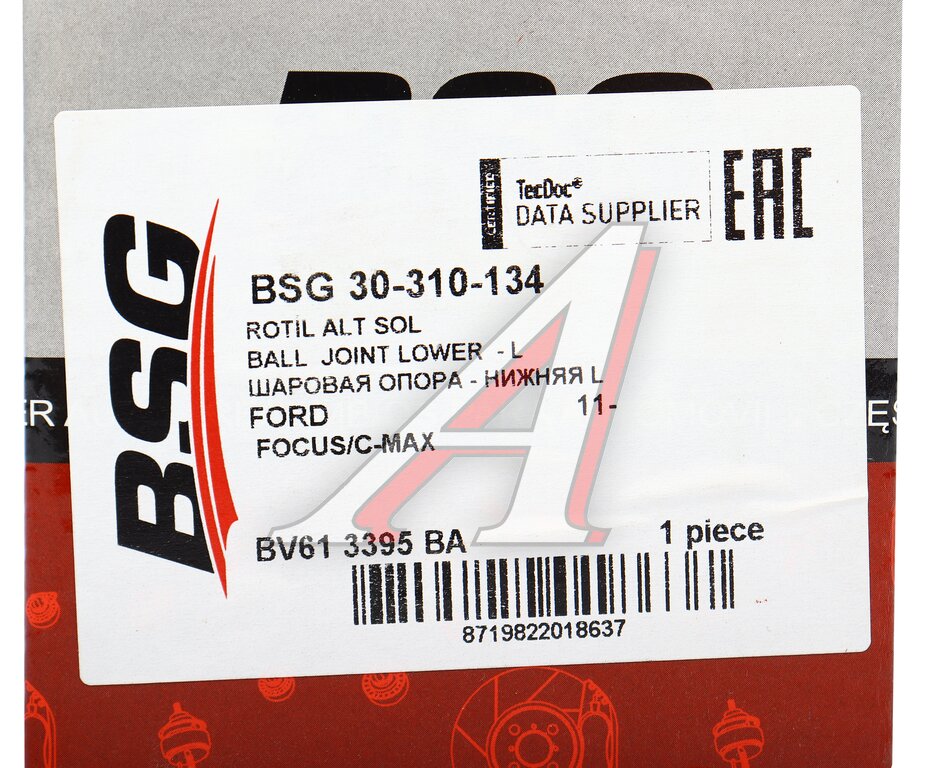 CERTIFIED
TecDoc®
DATA SUPPLIER
EAC
BSG
BSG 30-310-134
ROTİL ALT SOL
BALL JOINT LOWER - L
ШАРОВАЯ ОПОРА - НИЖНЯЯ L
FORD 11-
FOCUS/C-MAX
BV61 3395 BA
1 piece
8719822018637